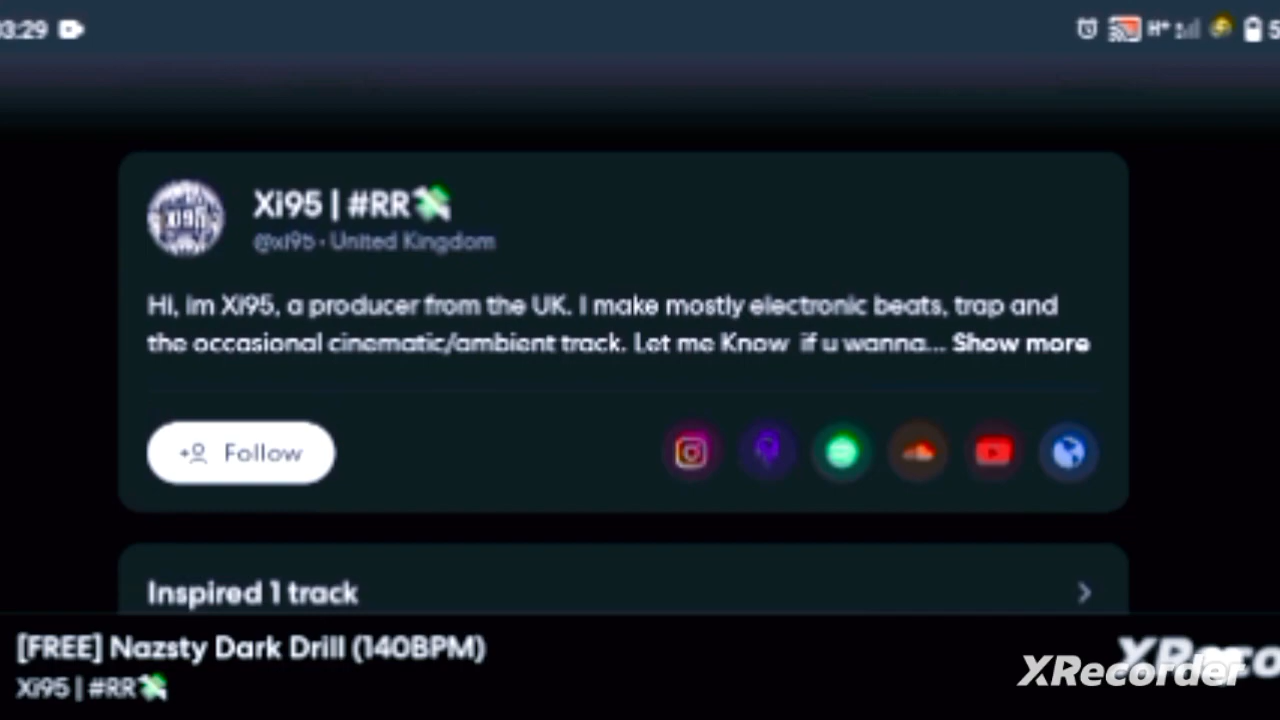 03:29
H+
Xi95 | #RR💸
@xi95 · United Kingdom
Hi, im Xi95, a producer from the UK. I make mostly electronic beats, trap and
the occasional cinematic/ambient track. Let me Know if u wanna... Show more
Follow
Inspired 1 track
[FREE] Nazsty Dark Drill (140BPM)
Xi95 | #RR💸
XRecorder